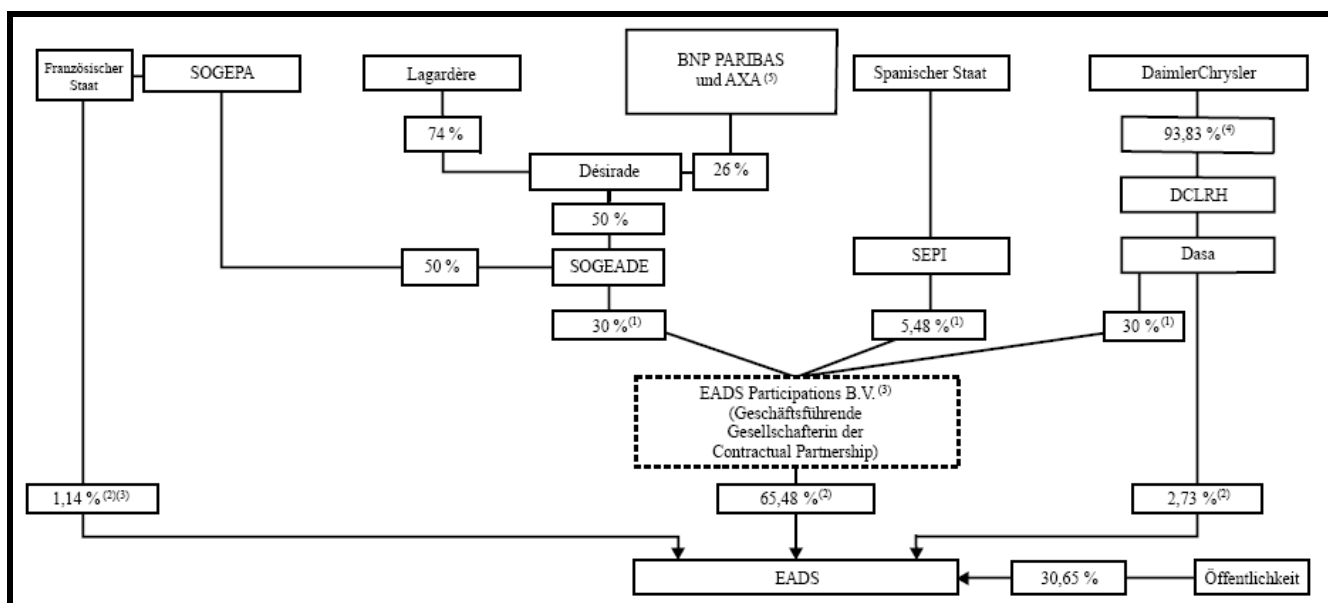 BNP PARIBAS
und AXA (5)
Französischer
Staat
SOGEPA
Lagardère
Spanischer Staat
DaimlerChrysler
74 %
93,83 %(4)
Désirade
26 %
DCLRH
50 %
50 %
SOGEADE
SEPI
Dasa
30 %(1)
5,48 %(1)
30 %(1)
EADS Participations B.V. (3)
(Geschäftsführende
Gesellschafterin der
Contractual Partnership)
1,14 %(2)(3)
65,48 %(2)
2,73 %(2)
EADS
30,65 %
Öffentlichkeit